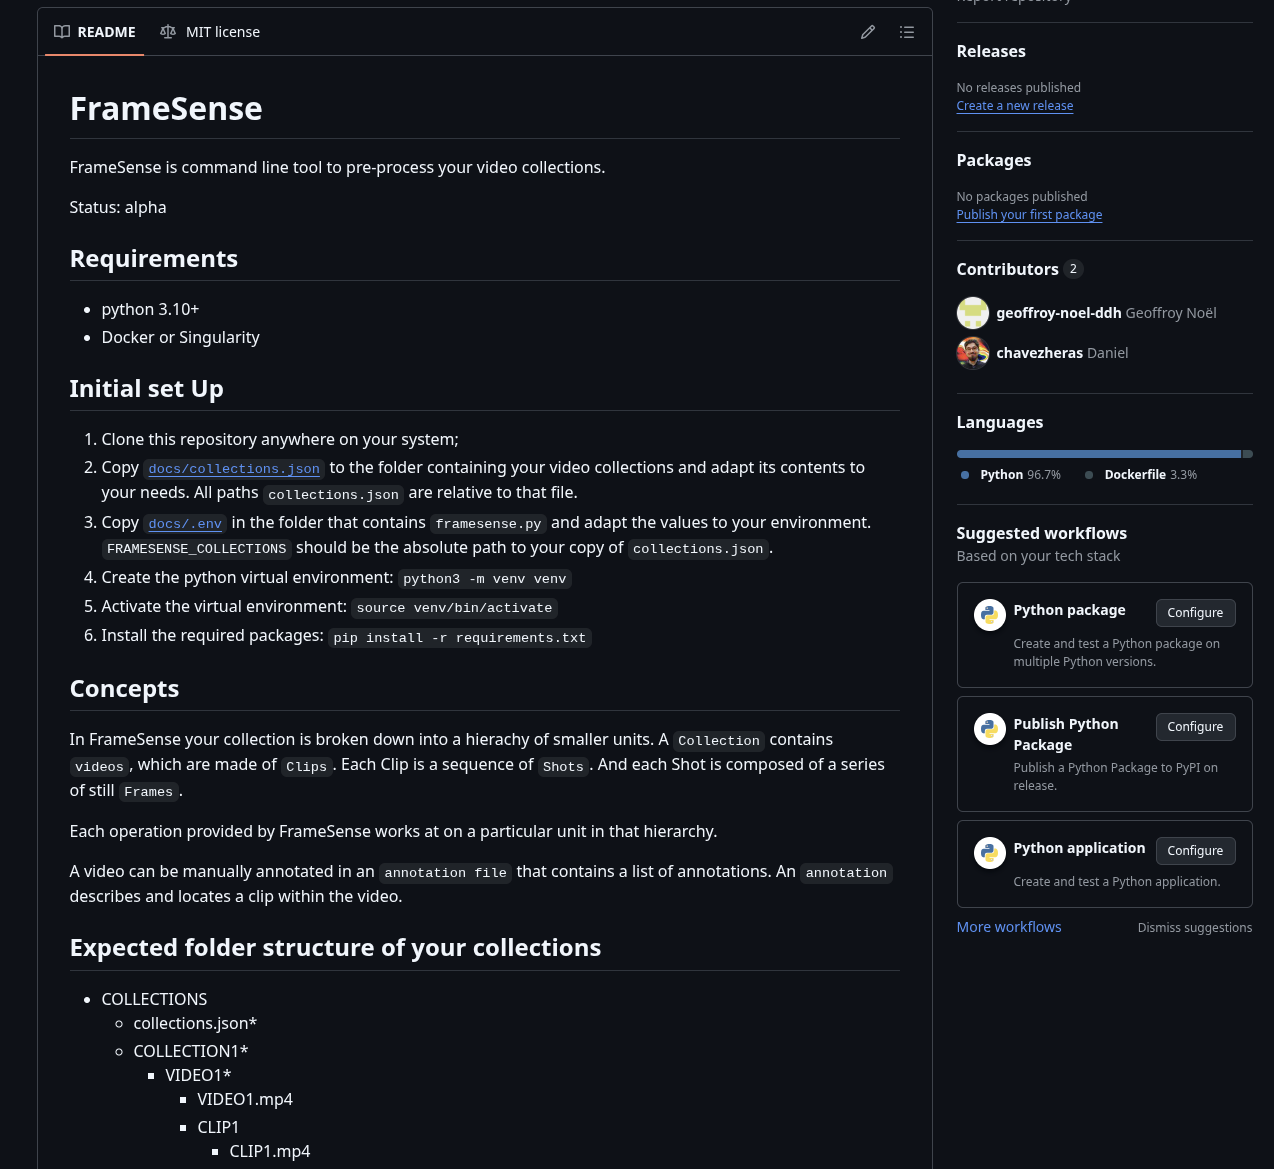 README
MIT license
FrameSense
FrameSense is command line tool to pre-process your video collections.
Status: alpha
Requirements
python 3.10+
Docker or Singularity
Initial set Up
1. Clone this repository anywhere on your system;
2. Copy docs/collections.json to the folder containing your video collections and adapt its contents to
your needs. All paths collections.json are relative to that file.
3. Copy docs/.env in the folder that contains framesense.py and adapt the values to your environment.
FRAMESENSE_COLLECTIONS should be the absolute path to your copy of collections.json.
4. Create the python virtual environment: python3 -m venv venv
5. Activate the virtual environment: source venv/bin/activate
6. Install the required packages: pip install -r requirements.txt
Concepts
In FrameSense your collection is broken down into a hierachy of smaller units. A Collection contains
videos, which are made of Clips. Each Clip is a sequence of Shots. And each Shot is composed of a series
of still Frames.
Each operation provided by FrameSense works at on a particular unit in that hierarchy.
A video can be manually annotated in an annotation file that contains a list of annotations. An annotation
describes and locates a clip within the video.
Expected folder structure of your collections
COLLECTIONS
collections.json*
COLLECTION1*
VIDEO1*
VIDEO1.mp4
CLIP1
CLIP1.mp4
Report repository
Releases
No releases published
Create a new release
Packages
No packages published
Publish your first package
Contributors 2
geoffroy-noel-ddh Geoffroy Noël
chavezheras Daniel
Languages
Python 96.7% Dockerfile 3.3%
Suggested workflows
Based on your tech stack
Python package
Configure
Create and test a Python package on
multiple Python versions.
Publish Python
Package
Configure
Publish a Python Package to PyPI on
release.
Python application
Configure
Create and test a Python application.
More workflows
Dismiss suggestions